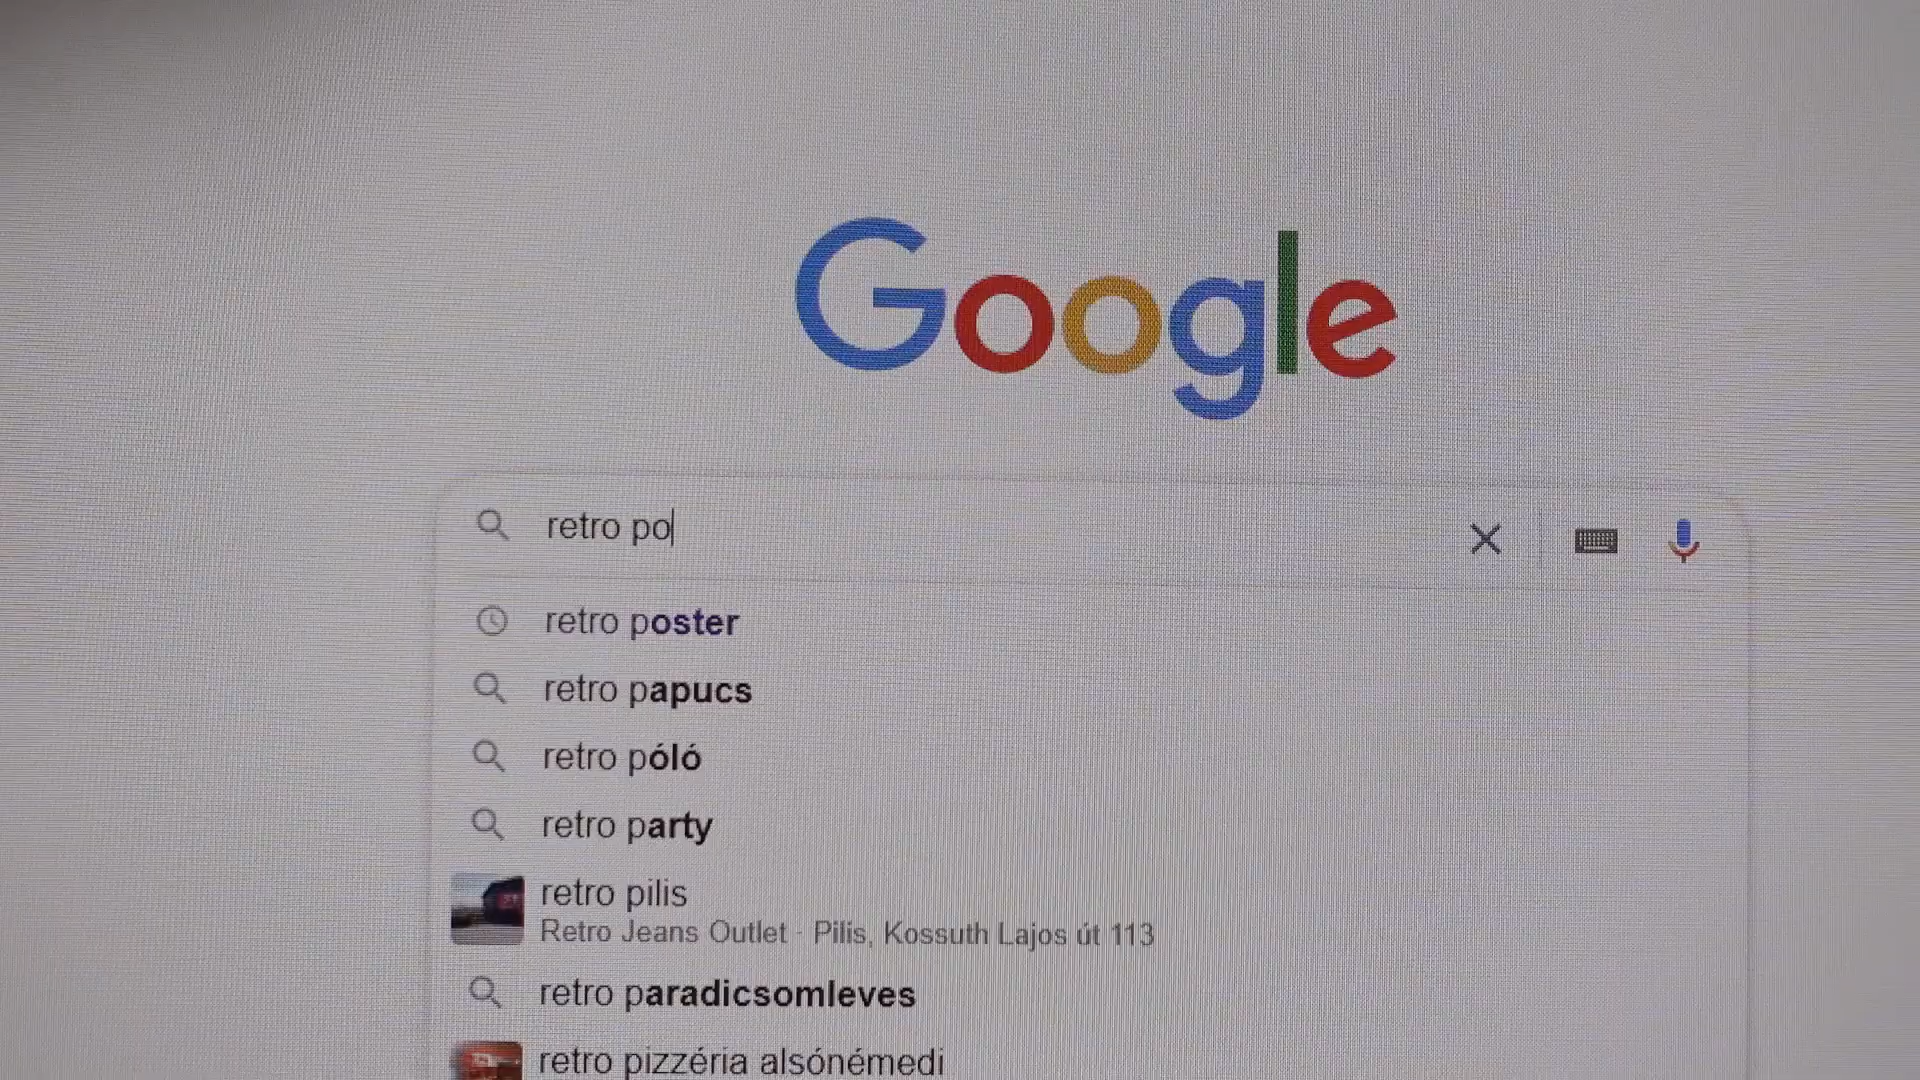 Google
retro po
retro poster
retro papucs
retro póló
retro party
retro pilis
Retro Jeans Outlet · Pilis, Kossuth Lajos út 113
retro paradicsomleves
retro pizzéria alsónémedi